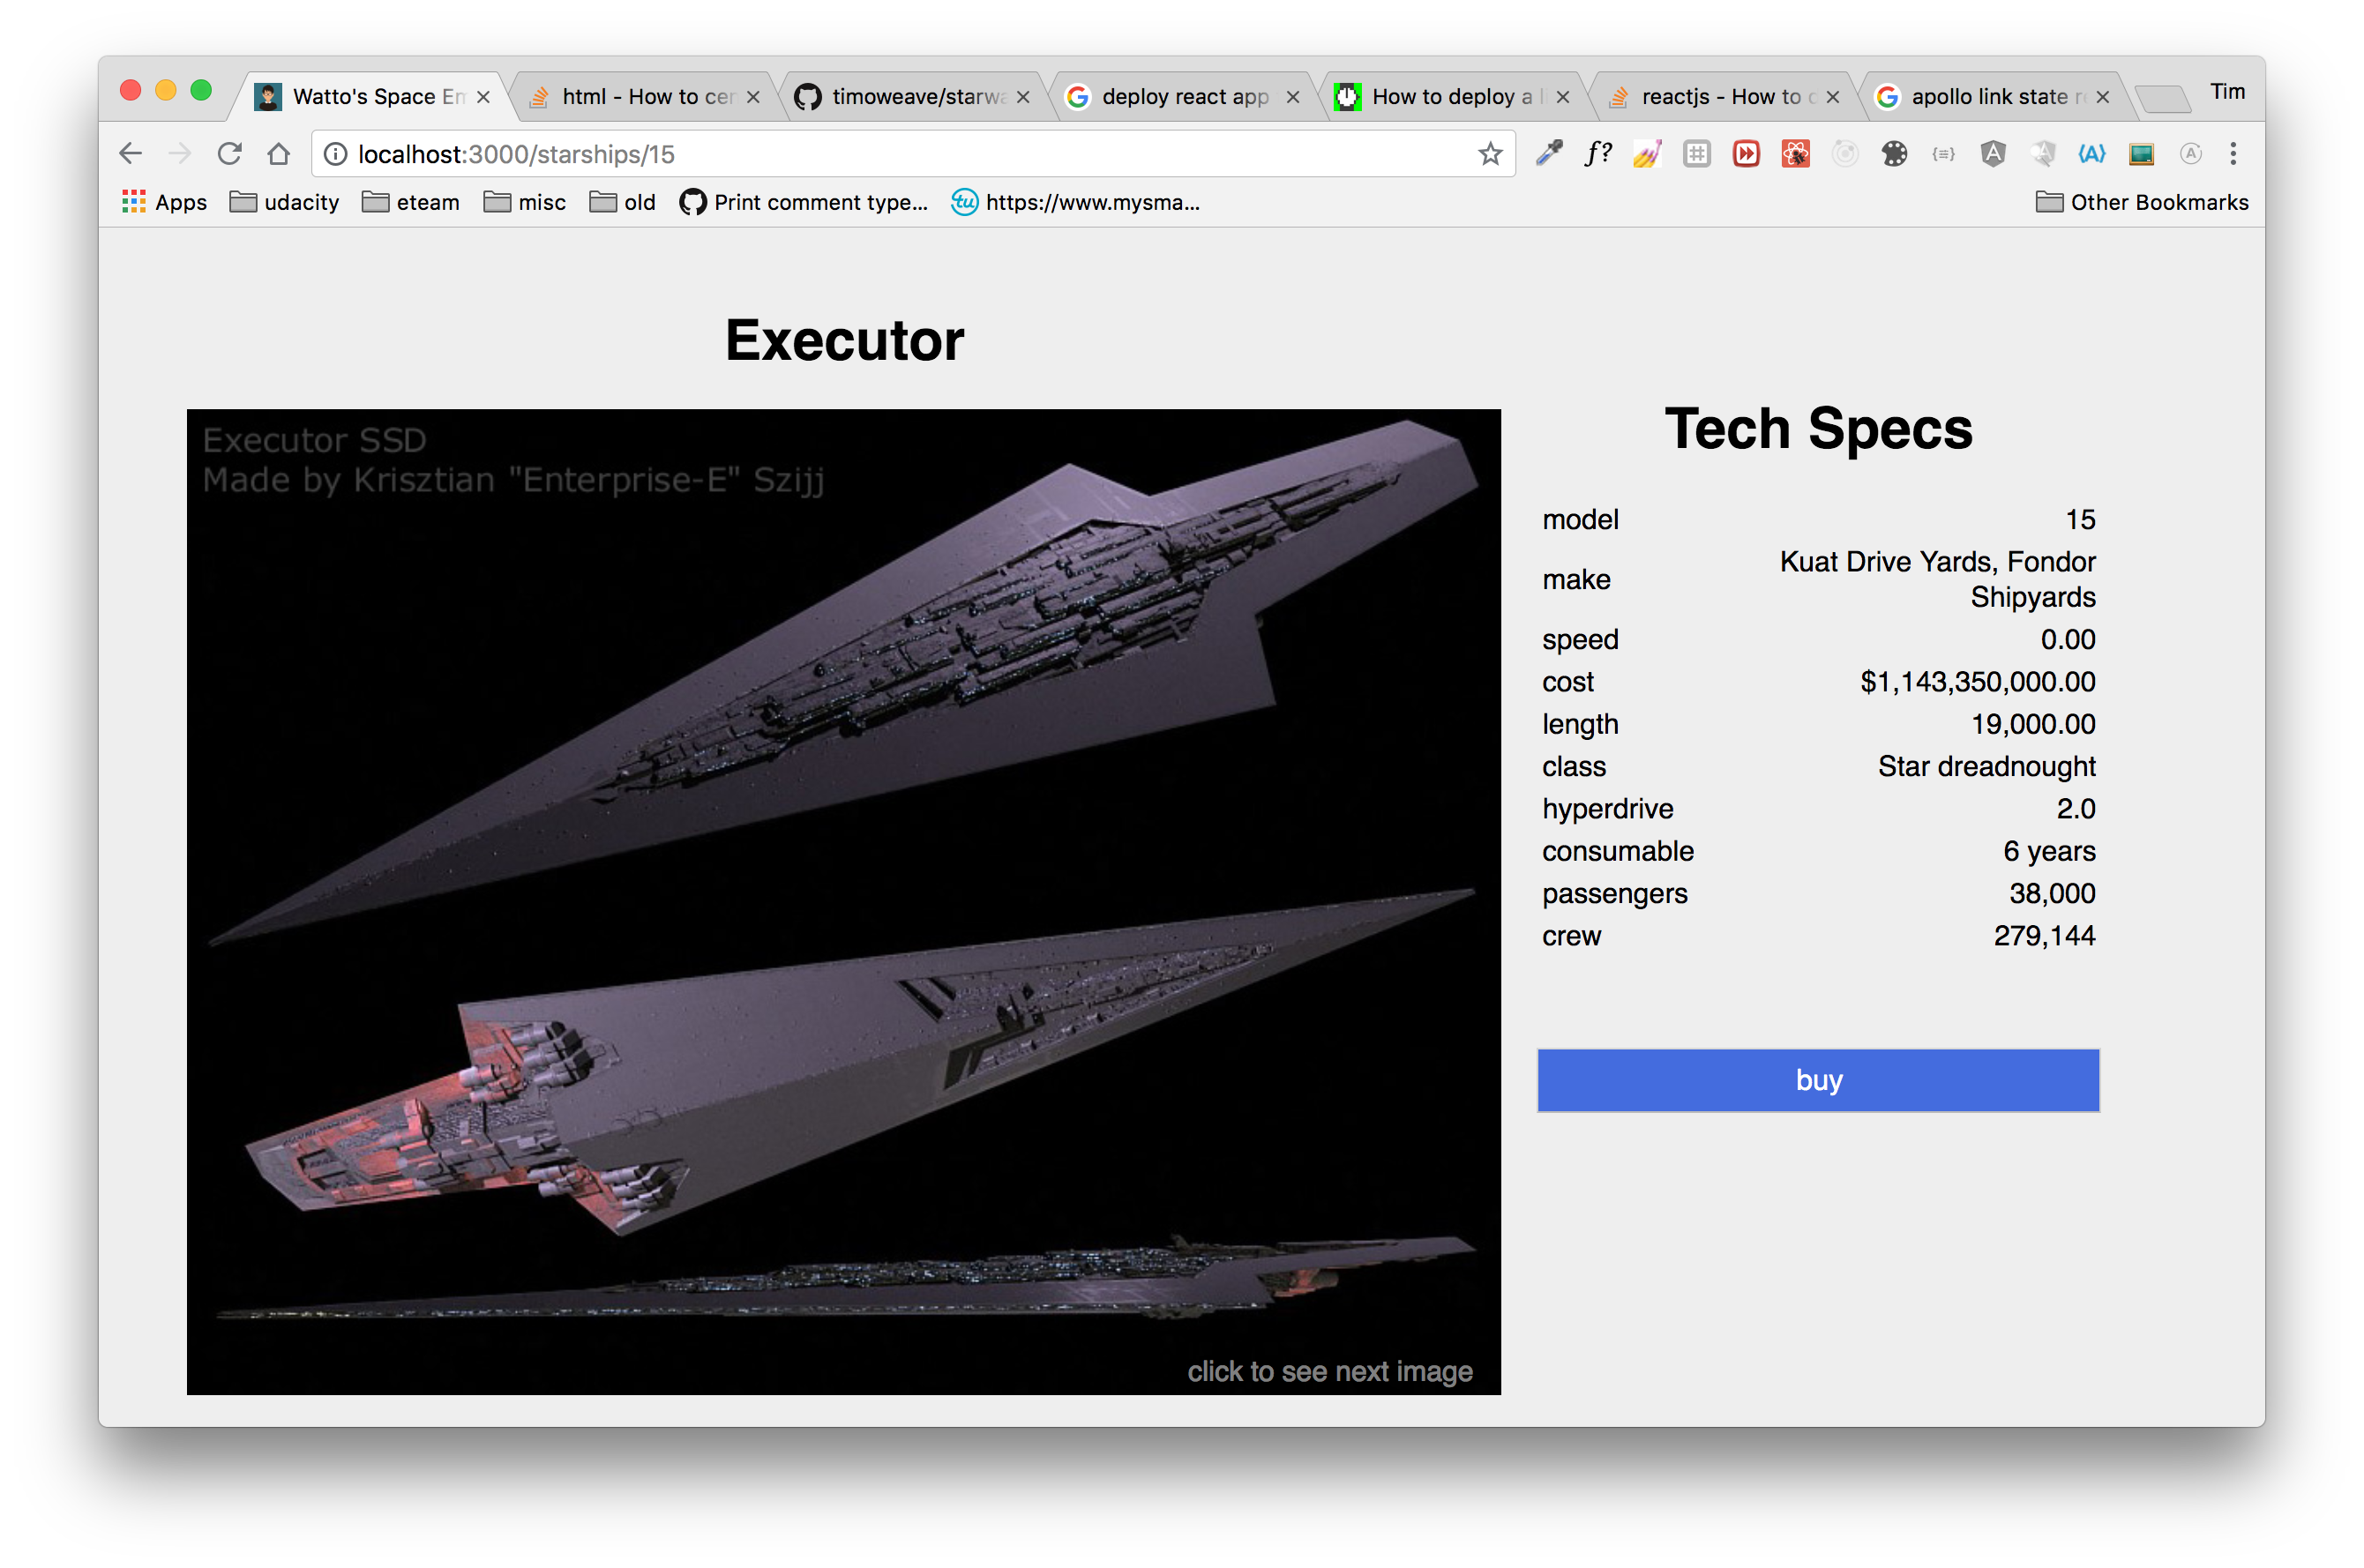 Watto's Space Em
html - How to cen
timoweave/starwa
deploy react app
How to deploy a
reactjs - How to
apollo link state
Tim
localhost:3000/starships/15
f?
Apps
udacity
eteam
misc
old
Print comment type...
https://www.mysma...
Other Bookmarks
Executor
Executor SSD
Made by Krisztian "Enterprise-E" Szijj
click to see next image
Tech Specs
model 15
make Kuat Drive Yards, Fondor
Shipyards
speed 0.00
cost $1,143,350,000.00
length 19,000.00
class Star dreadnought
hyperdrive 2.0
consumable 6 years
passengers 38,000
crew 279,144
buy